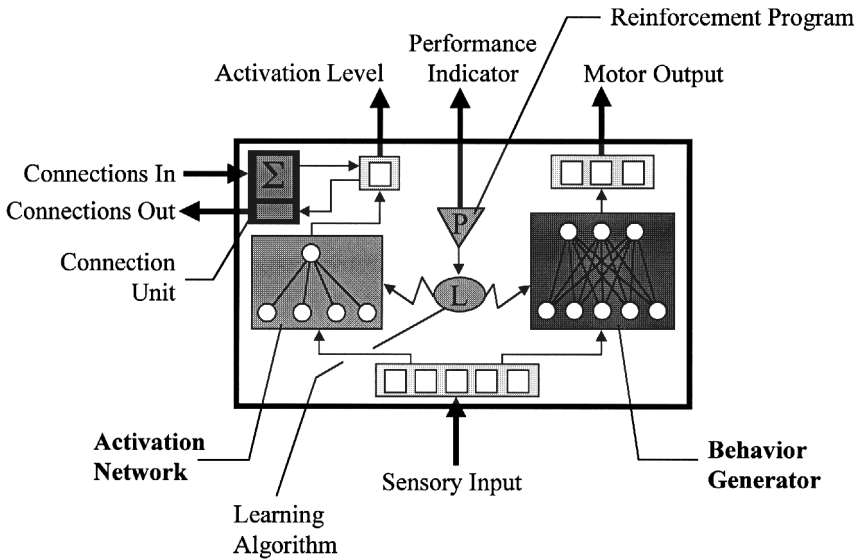 Reinforcement Program
Performance
Indicator
Activation Level
Motor Output
Connections In
Connections Out
Σ
P
Connection
Unit
L
Activation
Network
Sensory Input
Behavior
Generator
Learning
Algorithm